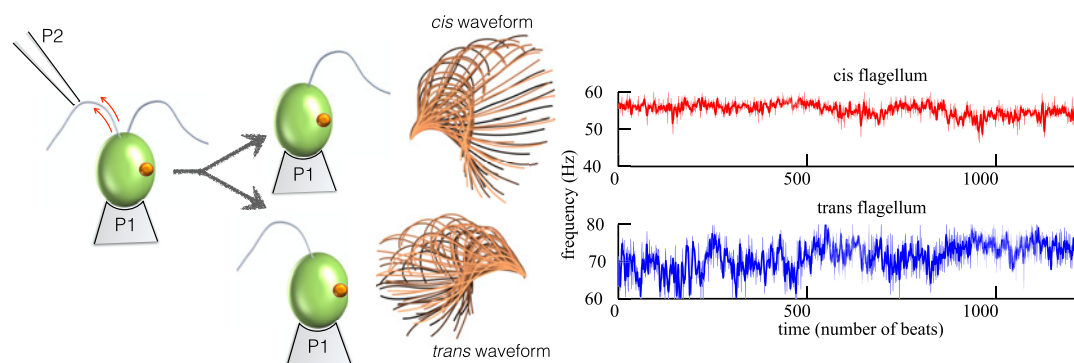 P2
P1
P1
P1
cis waveform
trans waveform
cis flagellum
60
50
40
0
500
1000
trans flagellum
80
70
60
0
500
1000
frequency (Hz)
time (number of beats)